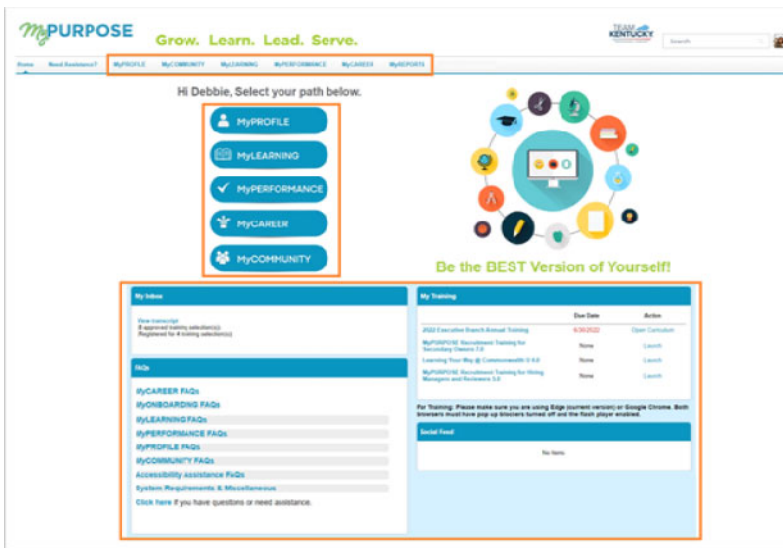 MyPURPOSE
Grow. Learn. Lead. Serve.
TEAM
KENTUCKY
Search
Home Need Assistance? MyPROFILE MyCOMMUNITY MyLEARNING MyPERFORMANCE MyCAREER MyREPORTS
Hi Debbie, Select your path below.
MyPROFILE
MyLEARNING
MyPERFORMANCE
MyCAREER
MyCOMMUNITY
Be the BEST Version of Yourself!
My Inbox
View transcript
8 approved training selection(s)
Registered for 4 training selection(s)
FAQs
MyCAREER FAQs
MyONBOARDING FAQs
MyLEARNING FAQs
MyPERFORMANCE FAQs
MyPROFILE FAQs
MyCOMMUNITY FAQs
Accessibility assistance FAQs
System Requirements & Miscellaneous
Click here if you have questions or need assistance.
My Training
Due Date Action
2022 Executive Branch Annual Training 6/30/2022 Open Curriculum
MyPURPOSE Recruitment Training for
Secondary Owners 7.0 None Launch
Learning Your Way @ Commonwealth U 6.0 None Launch
MyPURPOSE Recruitment Training for Hiring
Managers and Reviewers 5.0 None Launch
For Training: Please make sure you are using Edge (current version) or Google Chrome. Both
browsers must have pop up blockers turned off and the flash player enabled.
Social Feed
No Items